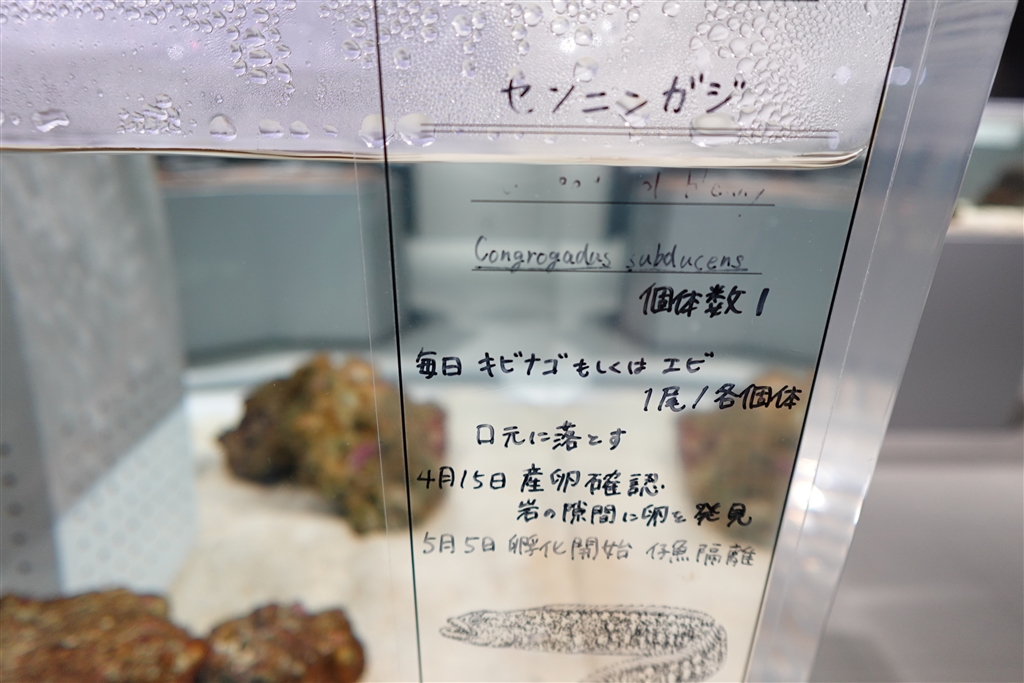 センニンガジ
Congrogadus subducens
個体数 1
毎日 キビナゴもしくは エビ
1尾/各個体
口元に落とす
4月15日 産卵確認
岩の隙間に卵を発見
5月5日 孵化開始 仔魚隔離